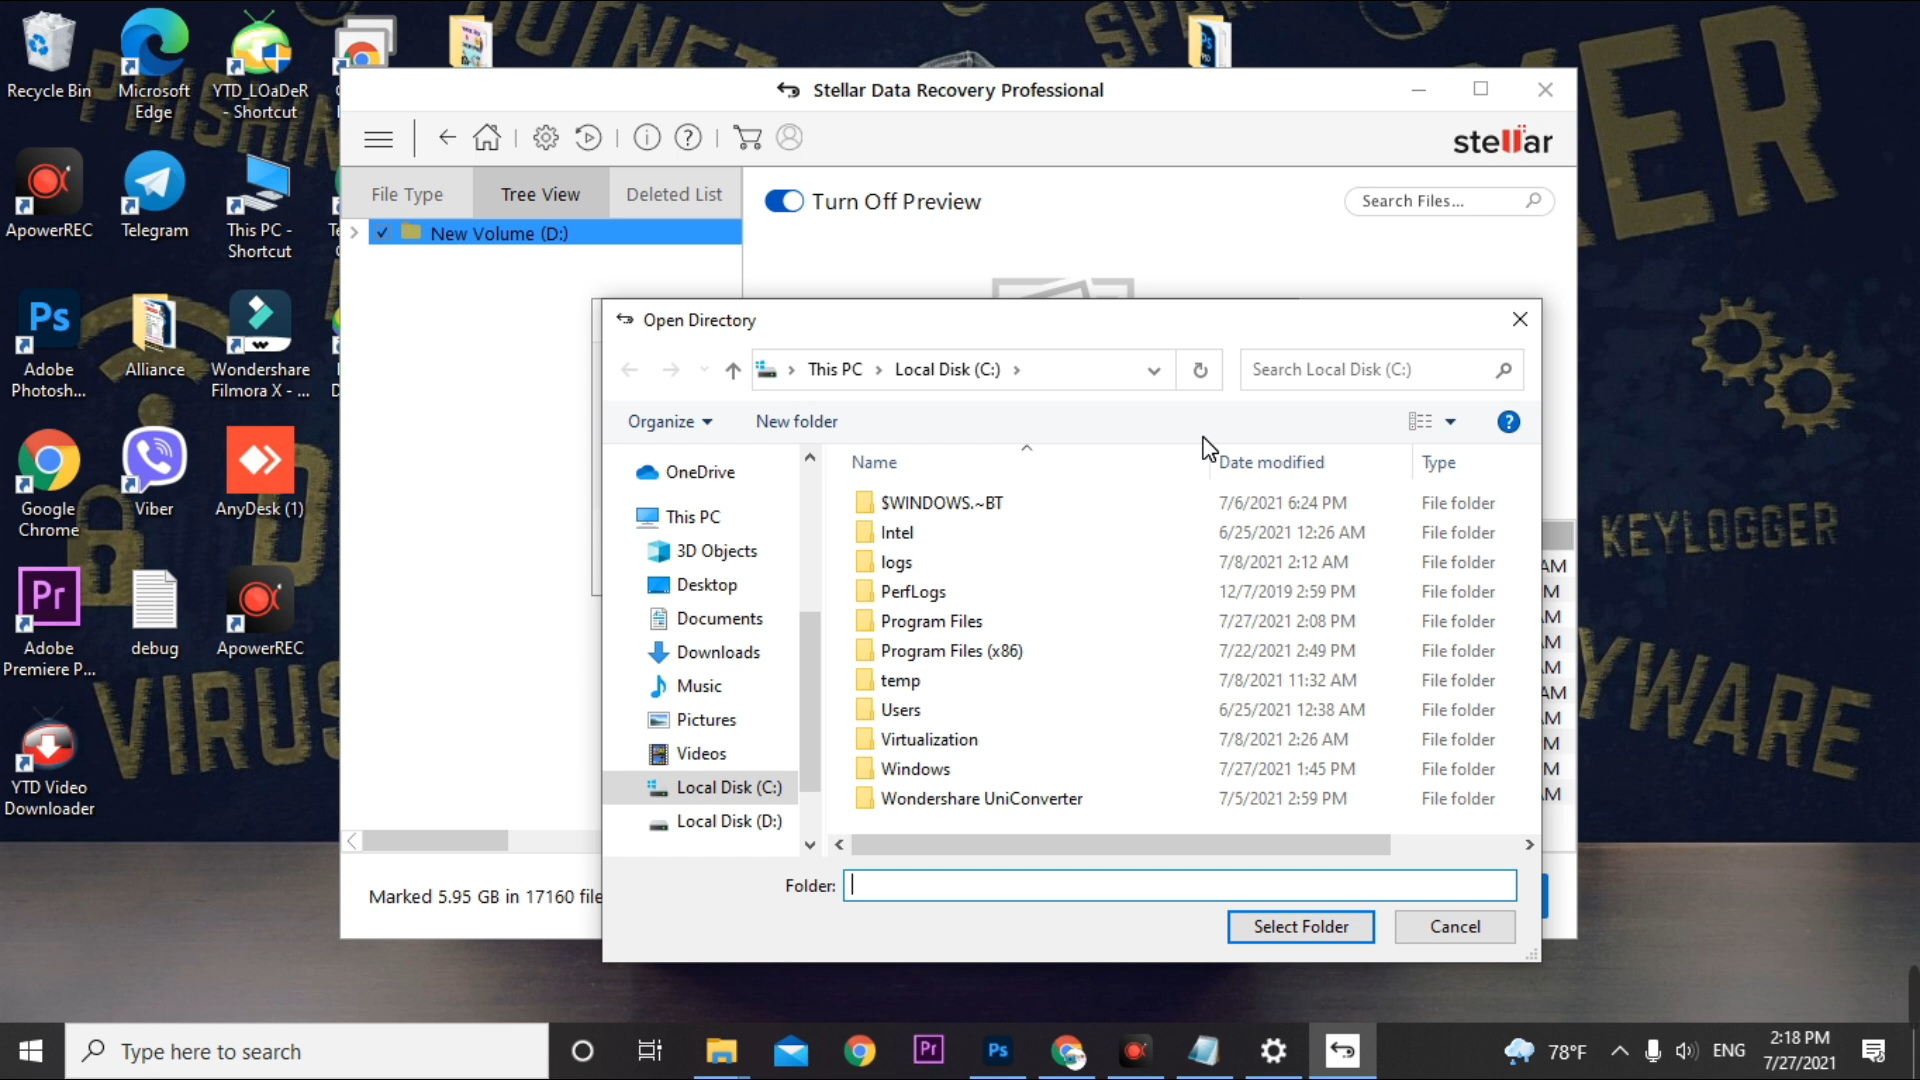 Recycle Bin
Microsoft
Edge
YTD_LOaDeR
- Shortcut
ApowerREC
Telegram
This PC -
Shortcut
Ps
Adobe
Photosh...
Alliance
Wondershare
Filmora X - ...
Google
Chrome
Viber
AnyDesk (1)
Pr
Adobe
Premiere P...
debug
ApowerREC
YTD Video
Downloader
DOTNET
VIRUS
KEYLOGGER
Stellar Data Recovery Professional
stellar
File Type
Tree View
Deleted List
Turn Off Preview
Search Files...
New Volume (D:)
Open Directory
This PC
Local Disk (C:)
Search Local Disk (C:)
Organize
New folder
OneDrive
This PC
3D Objects
Desktop
Documents
Downloads
Music
Pictures
Videos
Local Disk (C:)
Local Disk (D:)
Name Date modified Type
$WINDOWS.~BT 7/6/2021 6:24 PM File folder
Intel 6/25/2021 12:26 AM File folder
logs 7/8/2021 2:12 AM File folder
PerfLogs 12/7/2019 2:59 PM File folder
Program Files 7/27/2021 2:08 PM File folder
Program Files (x86) 7/22/2021 2:49 PM File folder
temp 7/8/2021 11:32 AM File folder
Users 6/25/2021 12:38 AM File folder
Virtualization 7/8/2021 2:26 AM File folder
Windows 7/27/2021 1:45 PM File folder
Wondershare UniConverter 7/5/2021 2:59 PM File folder
Folder:
Select Folder
Cancel
Marked 5.95 GB in 17160 file
Type here to search
Pr
Ps
78°F
ENG
2:18 PM
7/27/2021